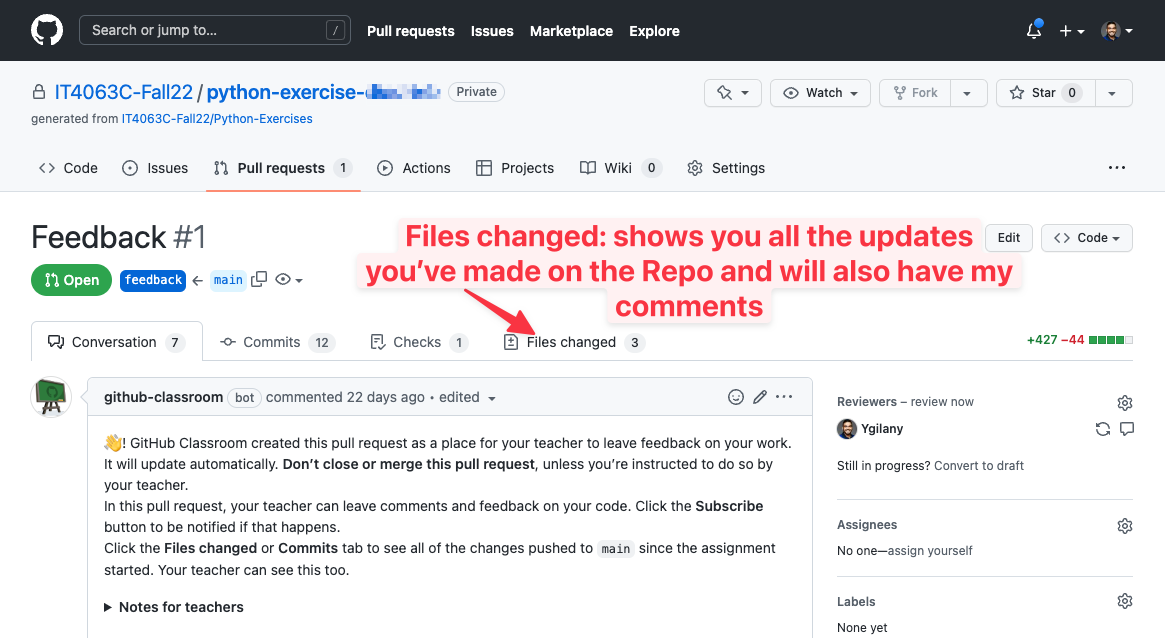 Search or jump to... /
Pull requests Issues Marketplace Explore
IT4063C-Fall22 / python-exercise- Private
generated from IT4063C-Fall22/Python-Exercises
Watch Fork Star 0
Code Issues Pull requests 1 Actions Projects Wiki 0 Settings
Feedback #1
Files changed: shows you all the updates
you've made on the Repo and will also have my
comments
Edit Code
Open feedback ← main
Conversation 7 Commits 12 Checks 1 Files changed 3 +427 −44
github-classroom bot commented 22 days ago • edited
👋! GitHub Classroom created this pull request as a place for your teacher to leave feedback on your work.
It will update automatically. Don't close or merge this pull request, unless you're instructed to do so by
your teacher.
In this pull request, your teacher can leave comments and feedback on your code. Click the Subscribe
button to be notified if that happens.
Click the Files changed or Commits tab to see all of the changes pushed to main since the assignment
started. Your teacher can see this too.
Notes for teachers
Reviewers – review now
Ygilany
Still in progress? Convert to draft
Assignees
No one—assign yourself
Labels
None yet